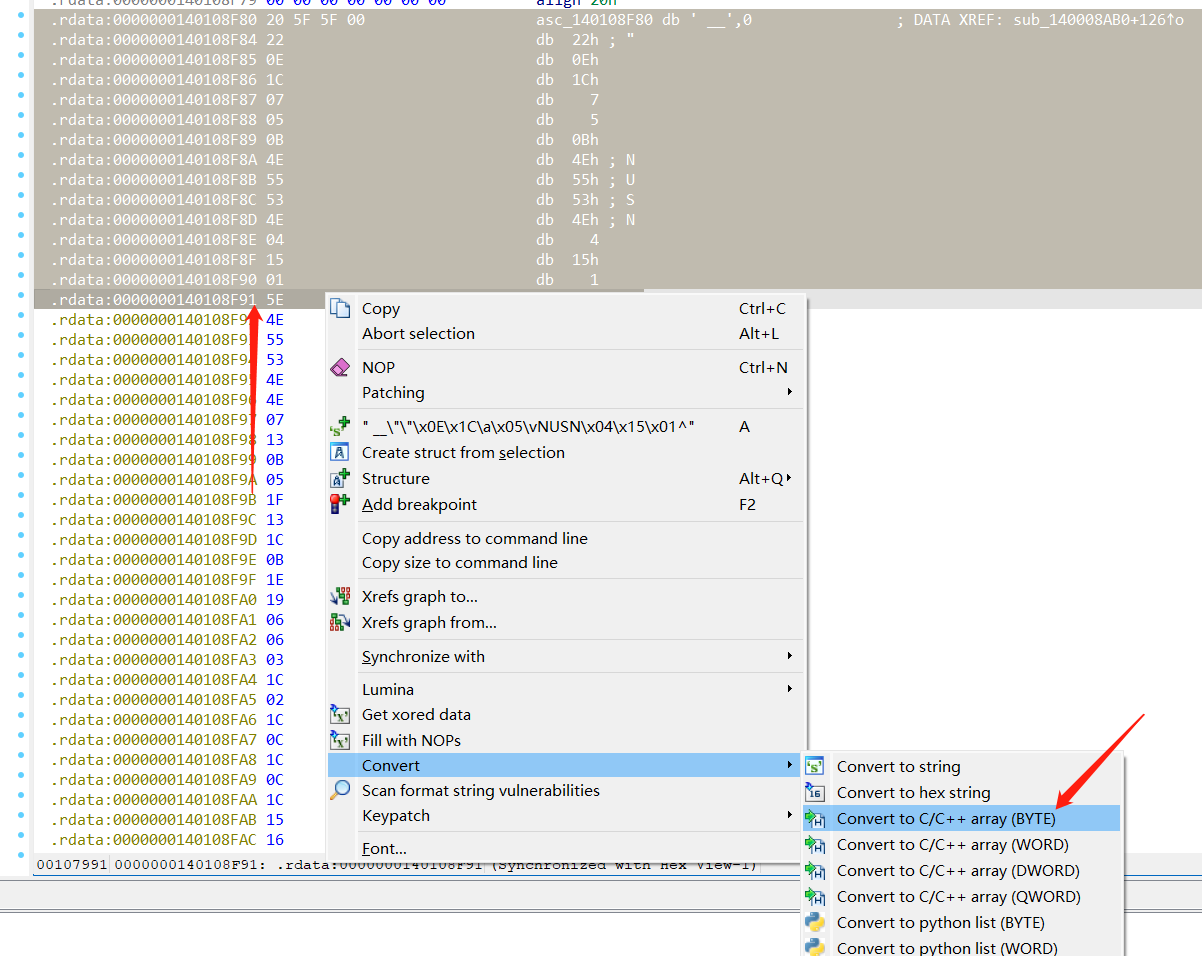 .rdata:0000000140108F79 00 00 00 00 00 00 00 align 20h
.rdata:0000000140108F80 20 5F 5F 00 asc_140108F80 db ' __',0 ; DATA XREF: sub_140008AB0+126↑o
.rdata:0000000140108F84 22 db 22h ; "
.rdata:0000000140108F85 0E db 0Eh
.rdata:0000000140108F86 1C db 1Ch
.rdata:0000000140108F87 07 db 7
.rdata:0000000140108F88 05 db 5
.rdata:0000000140108F89 0B db 0Bh
.rdata:0000000140108F8A 4E db 4Eh ; N
.rdata:0000000140108F8B 55 db 55h ; U
.rdata:0000000140108F8C 53 db 53h ; S
.rdata:0000000140108F8D 4E db 4Eh ; N
.rdata:0000000140108F8E 04 db 4
.rdata:0000000140108F8F 15 db 15h
.rdata:0000000140108F90 01 db 1
.rdata:0000000140108F91 5E
.rdata:0000000140108F9 4E
.rdata:0000000140108F9 55
.rdata:0000000140108F9 53
.rdata:0000000140108F9 4E
.rdata:0000000140108F9 4E
.rdata:0000000140108F97 07
.rdata:0000000140108F98 13
.rdata:0000000140108F99 0B
.rdata:0000000140108F9A 05
.rdata:0000000140108F9B 1F
.rdata:0000000140108F9C 13
.rdata:0000000140108F9D 1C
.rdata:0000000140108F9E 0B
.rdata:0000000140108F9F 1E
.rdata:0000000140108FA0 19
.rdata:0000000140108FA1 06
.rdata:0000000140108FA2 06
.rdata:0000000140108FA3 03
.rdata:0000000140108FA4 1C
.rdata:0000000140108FA5 02
.rdata:0000000140108FA6 1C
.rdata:0000000140108FA7 0C
.rdata:0000000140108FA8 1C
.rdata:0000000140108FA9 0C
.rdata:0000000140108FAA 1C
.rdata:0000000140108FAB 15
.rdata:0000000140108FAC 16
00107991 0000000140108F91: .rdata:0000000140108F91 (Synchronized with Hex View-1)
Copy Ctrl+C
Abort selection Alt+L
NOP Ctrl+N
Patching
" __\"\"\x0E\x1C\a\x05\vNUSN\x04\x15\x01^" A
Create struct from selection
Structure Alt+Q
Add breakpoint F2
Copy address to command line
Copy size to command line
Xrefs graph to...
Xrefs graph from...
Synchronize with
Lumina
Get xored data
Fill with NOPs
Convert
Scan format string vulnerabilities
Keypatch
Font...
Convert to string
Convert to hex string
Convert to C/C++ array (BYTE)
Convert to C/C++ array (WORD)
Convert to C/C++ array (DWORD)
Convert to C/C++ array (QWORD)
Convert to python list (BYTE)
Convert to python list (WORD)